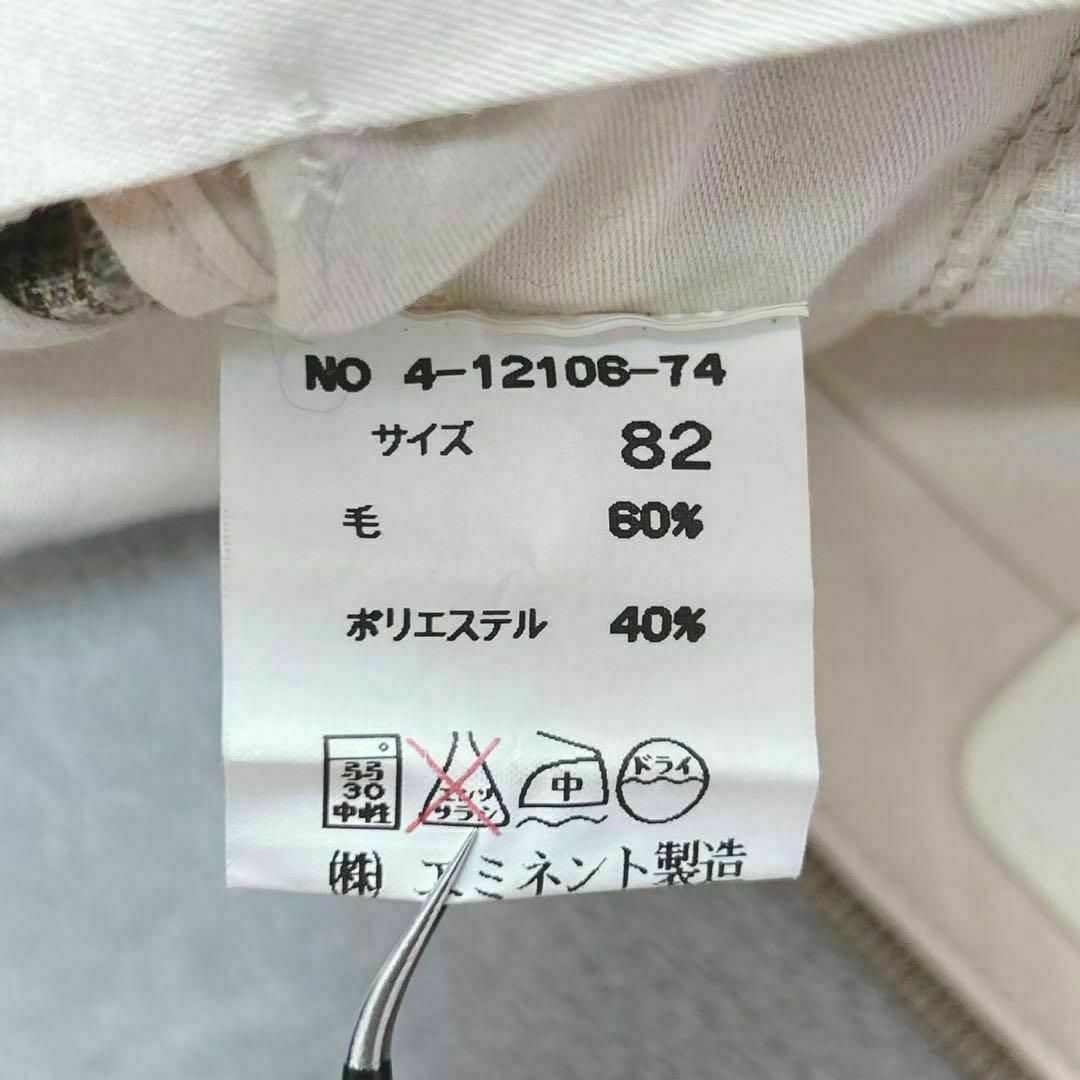 NO 4-12106-74
サイズ 82
毛 60%
ポリエステル 40%
弱
30
中性
エンソ
サラシ
中
ドライ
(株) エミネント製造